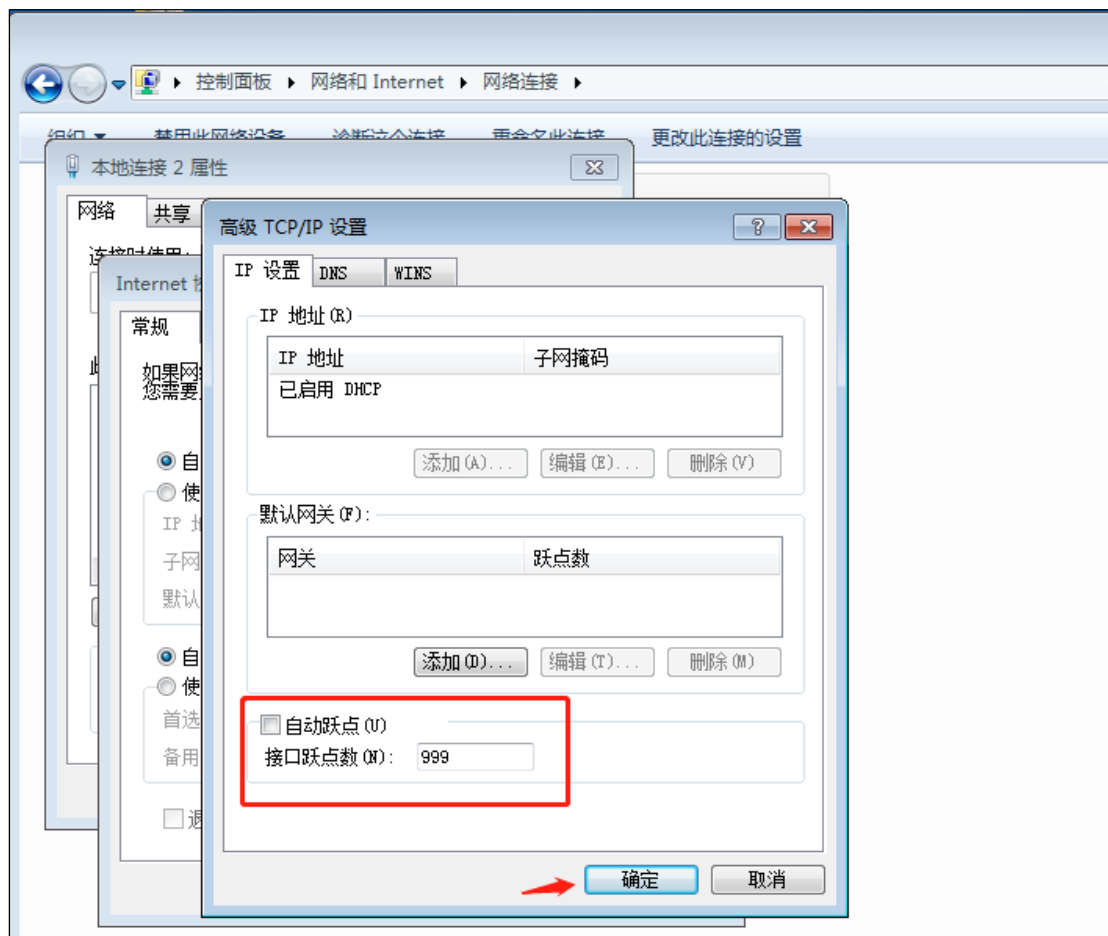 控制面板 网络和 Internet 网络连接
组织 禁用此网络设备 诊断这个连接 重命名此连接 更改此连接的设置
本地连接 2 属性
网络 共享
连接时使用:
Internet
常规
如果网
您需要
自
使
IP 地
子网
默认
自
使
首选
备用
退
高级 TCP/IP 设置
IP 设置 DNS WINS
IP 地址(R)
IP 地址 子网掩码
已启用 DHCP
添加(A)... 编辑(E)... 删除(V)
默认网关(F):
网关 跃点数
添加(D)... 编辑(T)... 删除(M)
自动跃点(U)
接口跃点数(N): 999
确定 取消